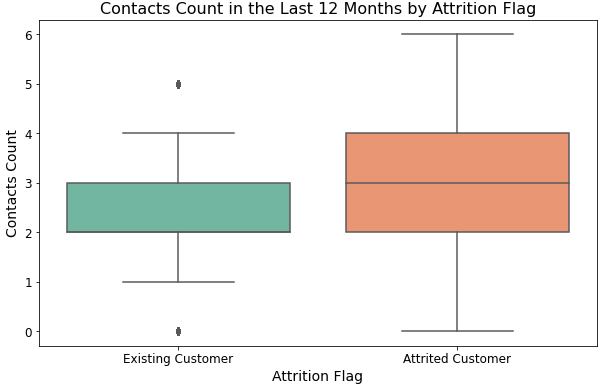 Contacts Count in the Last 12 Months by Attrition Flag
Contacts Count
6
5
4
3
2
1
0
Existing Customer
Attrited Customer
Attrition Flag